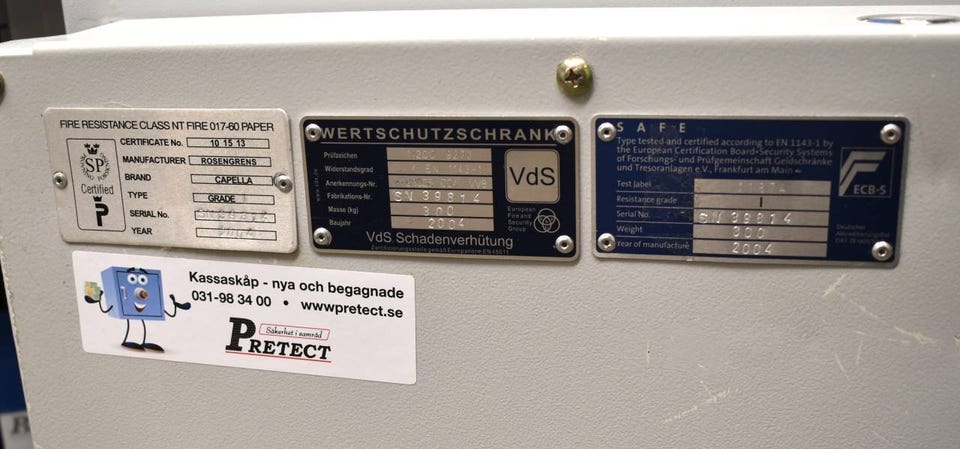 FIRE RESISTANCE CLASS NT FIRE 017-60 PAPER
CERTIFICATE No. 10 15 13
MANUFACTURER ROSENGRENS
BRAND CAPELLA
TYPE GRADE
SERIAL No.
YEAR 2004
SP
Certified
P
WERTSCHUTZSCHRANK
Prüfzeichen
Widerstandsgrad
Anerkennungs-Nr.
Fabrikations-Nr. SN 39814
Masse (kg) 300
Baujahr 2004
VdS
European
Fire and
Security
Group
VdS Schadenverhütung
SAFE
Type tested and certified according to EN 1143-1 by
the European Certification Board-Security Systems
of Forschungs- und Prüfgemeinschaft Geldschränke
und Tresoranlagen e.V., Frankfurt am Main
Test label
Resistance grade I
Serial No. SN 39814
Weight 300
Year of manufacture 2004
ECB-S
Kassaskåp - nya och begagnade
031-98 34 00 • www.pretect.se
Säkerhet i samråd
PRETECT